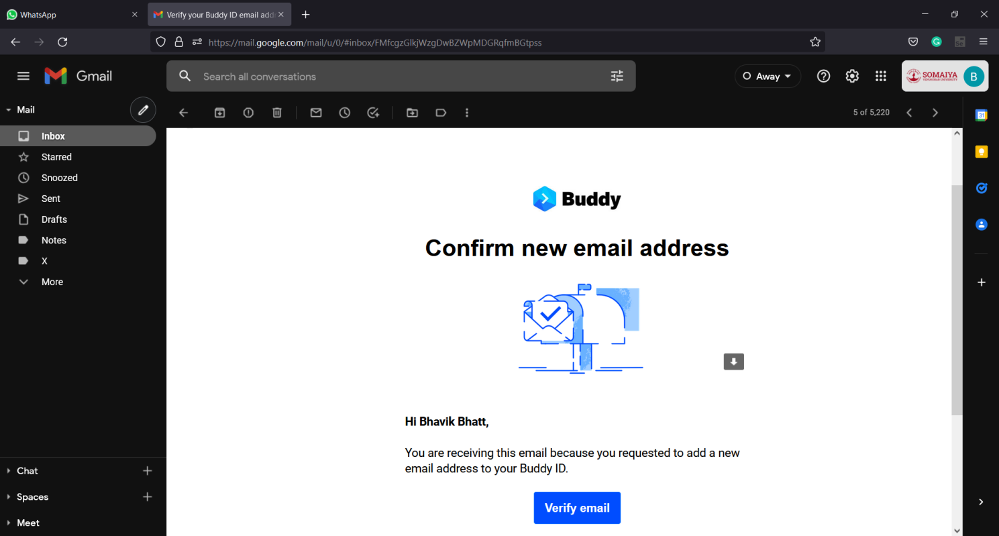 WhatsApp
Verify your Buddy ID email add
https://mail.google.com/mail/u/0/#inbox/FMfcgzGlkjWzgDwBZWpMDGRqfmBGtpss
Gmail
Search all conversations
Away
SOMAIYA
VIDYAVIHAR UNIVERSITY
B
Mail
5 of 5,220
31
Inbox
Starred
Snoozed
Sent
Drafts
Notes
X
More
Buddy
Confirm new email address
Hi Bhavik Bhatt,
You are receiving this email because you requested to add a new
email address to your Buddy ID.
Verify email
Chat
Spaces
Meet